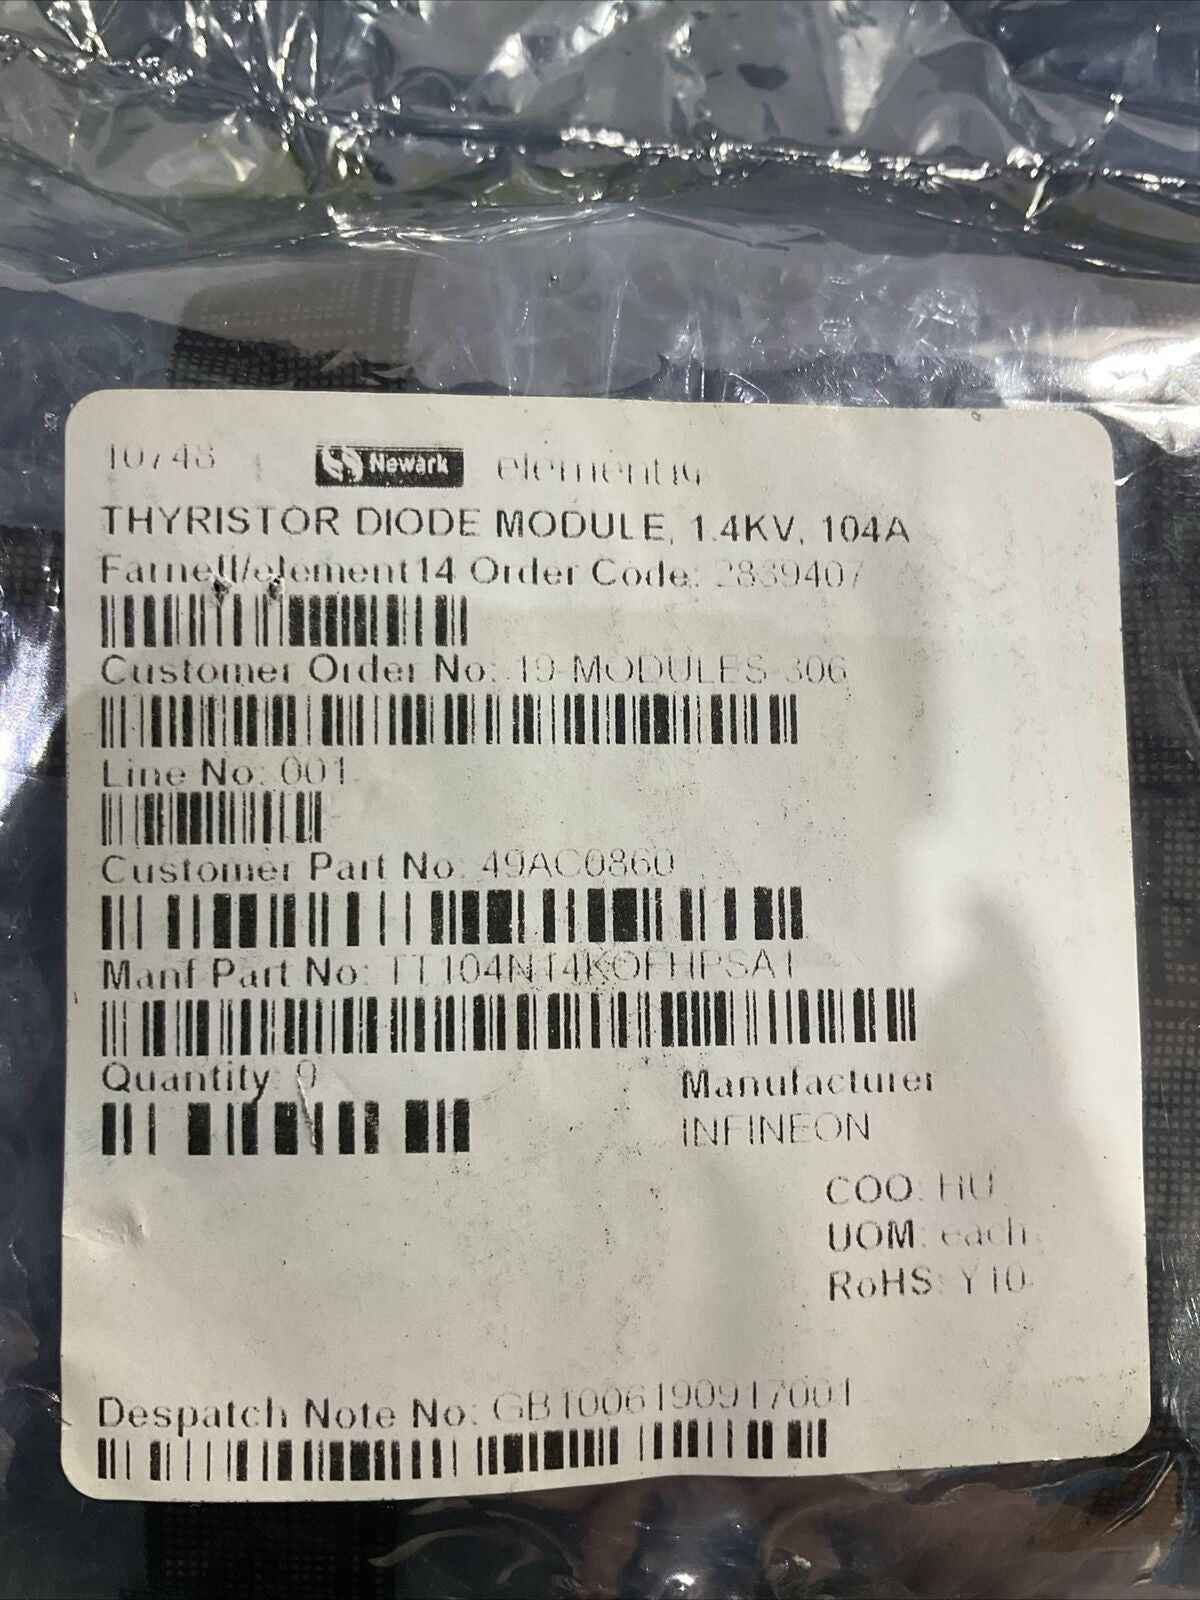 10748 Newark element14
THYRISTOR DIODE MODULE, 1.4KV, 104A
Farnell/element14 Order Code: 2839407
Customer Order No: 19-MODULES-306
Line No: 001
Customer Part No: 49AC0860
Manf Part No: TT104N14KOFHPSA1
Quantity 9
Manufacturer
INFINEON
COO: HU
UOM: each
RoHS: Y10
Despatch Note No: GB1006190917001